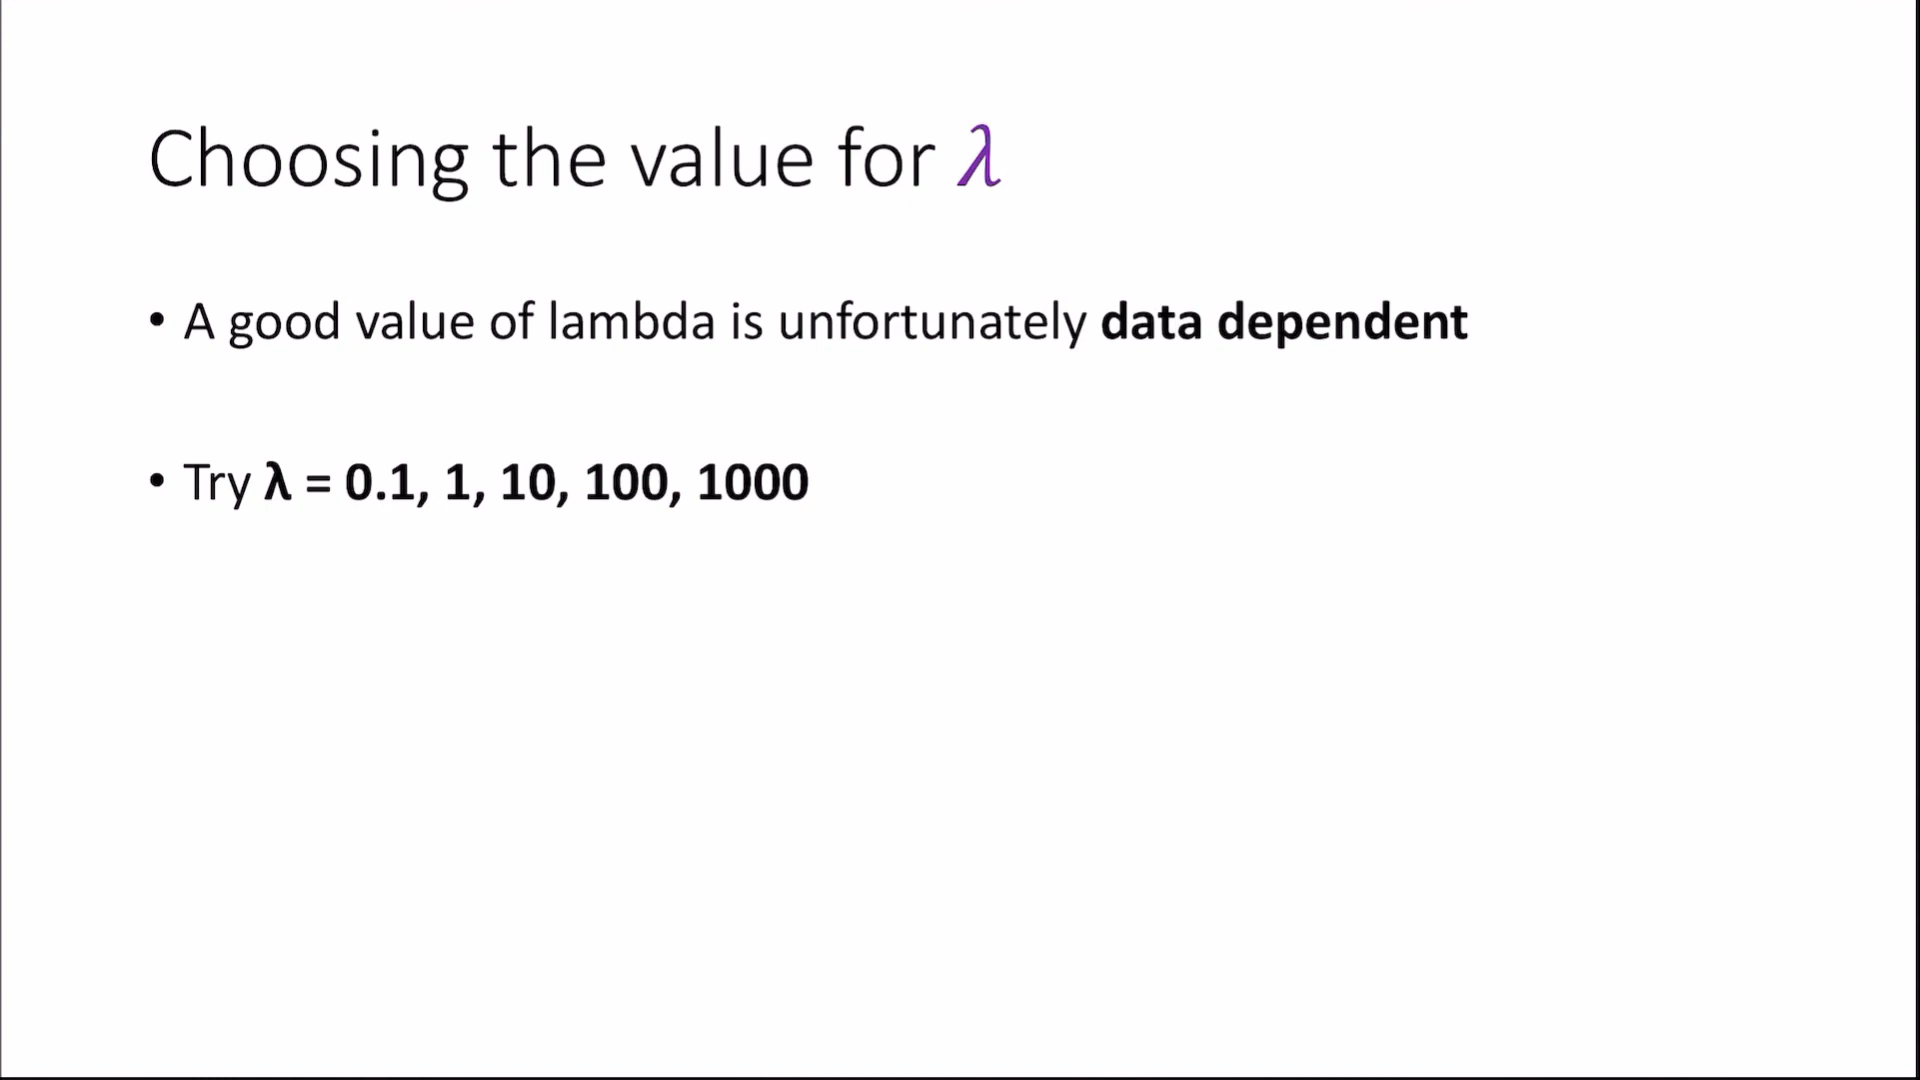 Choosing the value for λ
• A good value of lambda is unfortunately data dependent
• Try λ = 0.1, 1, 10, 100, 1000